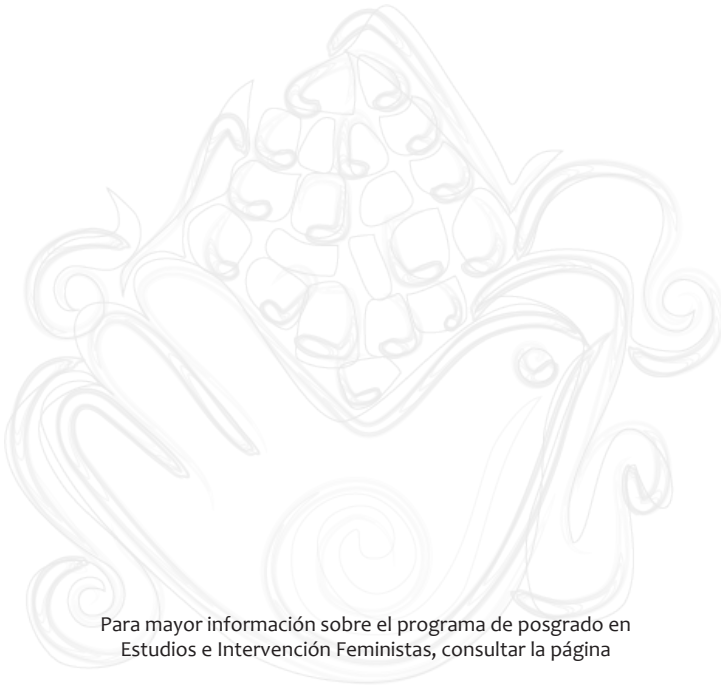 Para mayor información sobre el programa de posgrado en
Estudios e Intervención Feministas, consultar la página